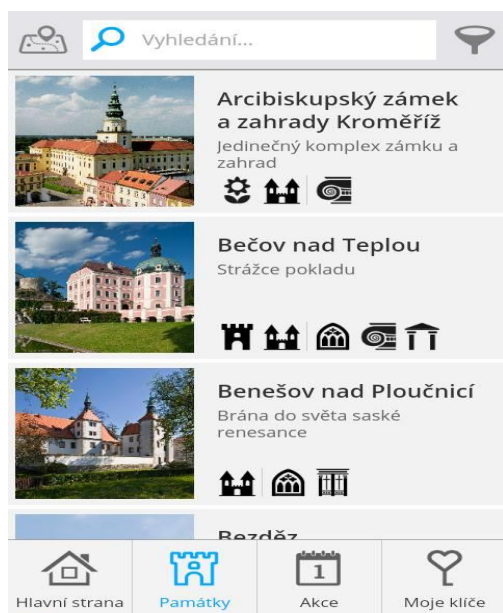 Vyhledání...
Arcibiskupský zámek
a zahrady Kroměříž
Jedinečný komplex zámku a
zahrad
Bečov nad Teplou
Strážce pokladu
Benešov nad Ploučnicí
Brána do světa saské
renesance
Bezděz
1
Hlavní strana
Památky
Akce
Moje klíče